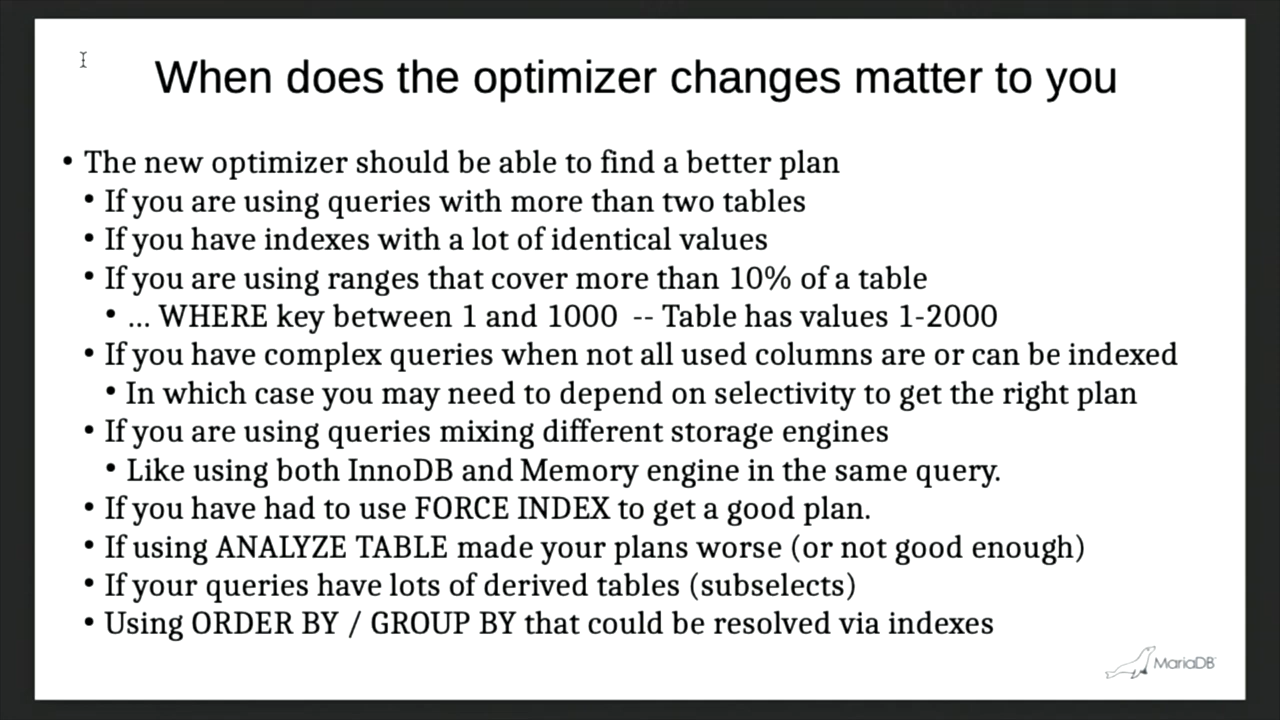 When does the optimizer changes matter to you
• The new optimizer should be able to find a better plan
• If you are using queries with more than two tables
• If you have indexes with a lot of identical values
• If you are using ranges that cover more than 10% of a table
• ... WHERE key between 1 and 1000 -- Table has values 1-2000
• If you have complex queries when not all used columns are or can be indexed
• In which case you may need to depend on selectivity to get the right plan
• If you are using queries mixing different storage engines
• Like using both InnoDB and Memory engine in the same query.
• If you have had to use FORCE INDEX to get a good plan.
• If using ANALYZE TABLE made your plans worse (or not good enough)
• If your queries have lots of derived tables (subselects)
• Using ORDER BY / GROUP BY that could be resolved via indexes
MariaDB